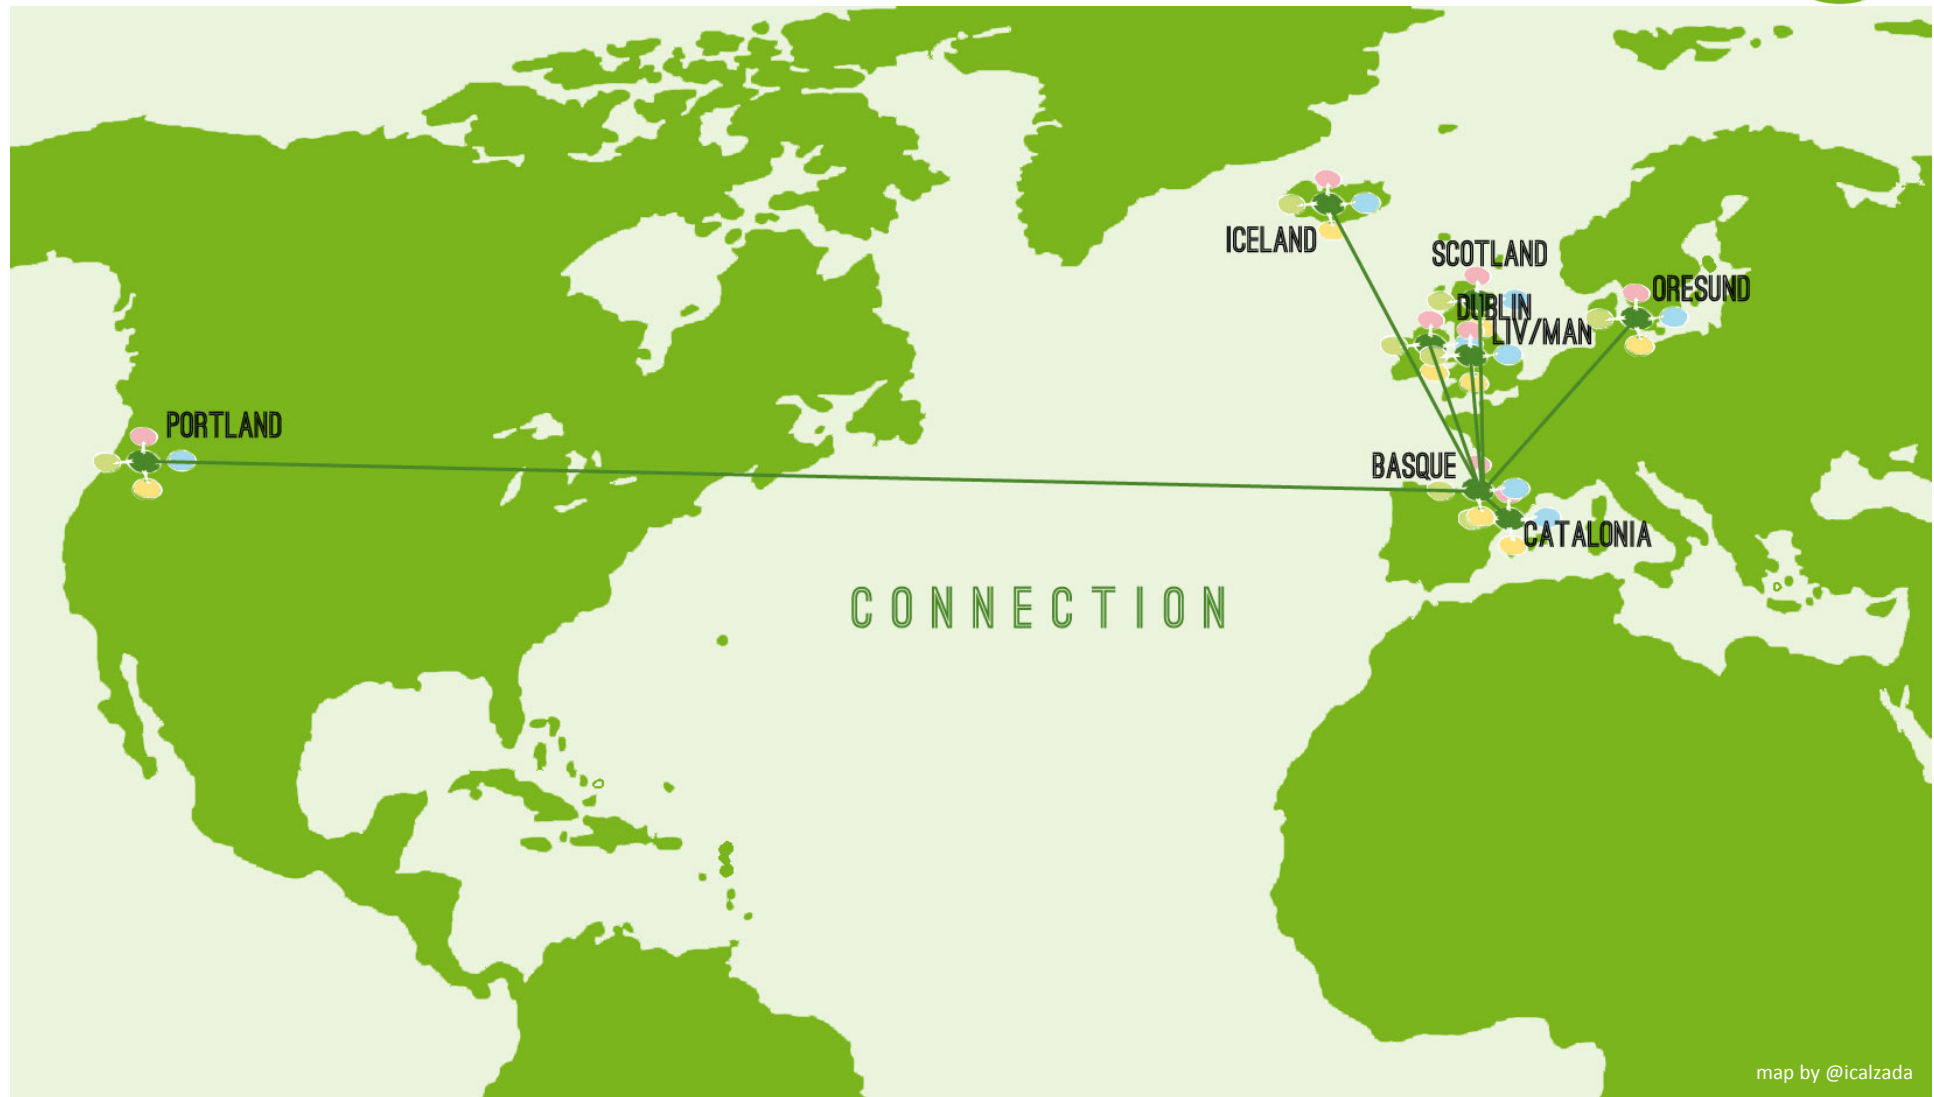 ICELAND
SCOTLAND
ORESUND
DUBLIN
LIV/MAN
PORTLAND
BASQUE
CATALONIA
CONNECTION
map by @icalzada